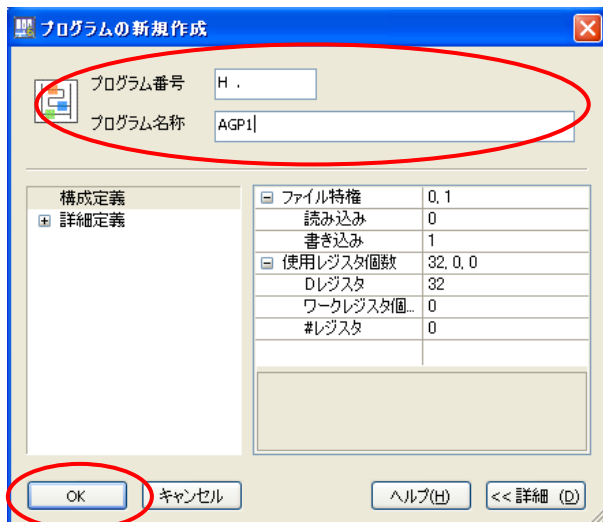 プログラムの新規作成
プログラム番号 H .
プログラム名称 AGP1
構成定義
詳細定義
ファイル特権 0, 1
読み込み 0
書き込み 1
使用レジスタ個数 32, 0, 0
Dレジスタ 32
ワークレジスタ個... 0
#レジスタ 0
OK キャンセル ヘルプ(H) << 詳細 (D)